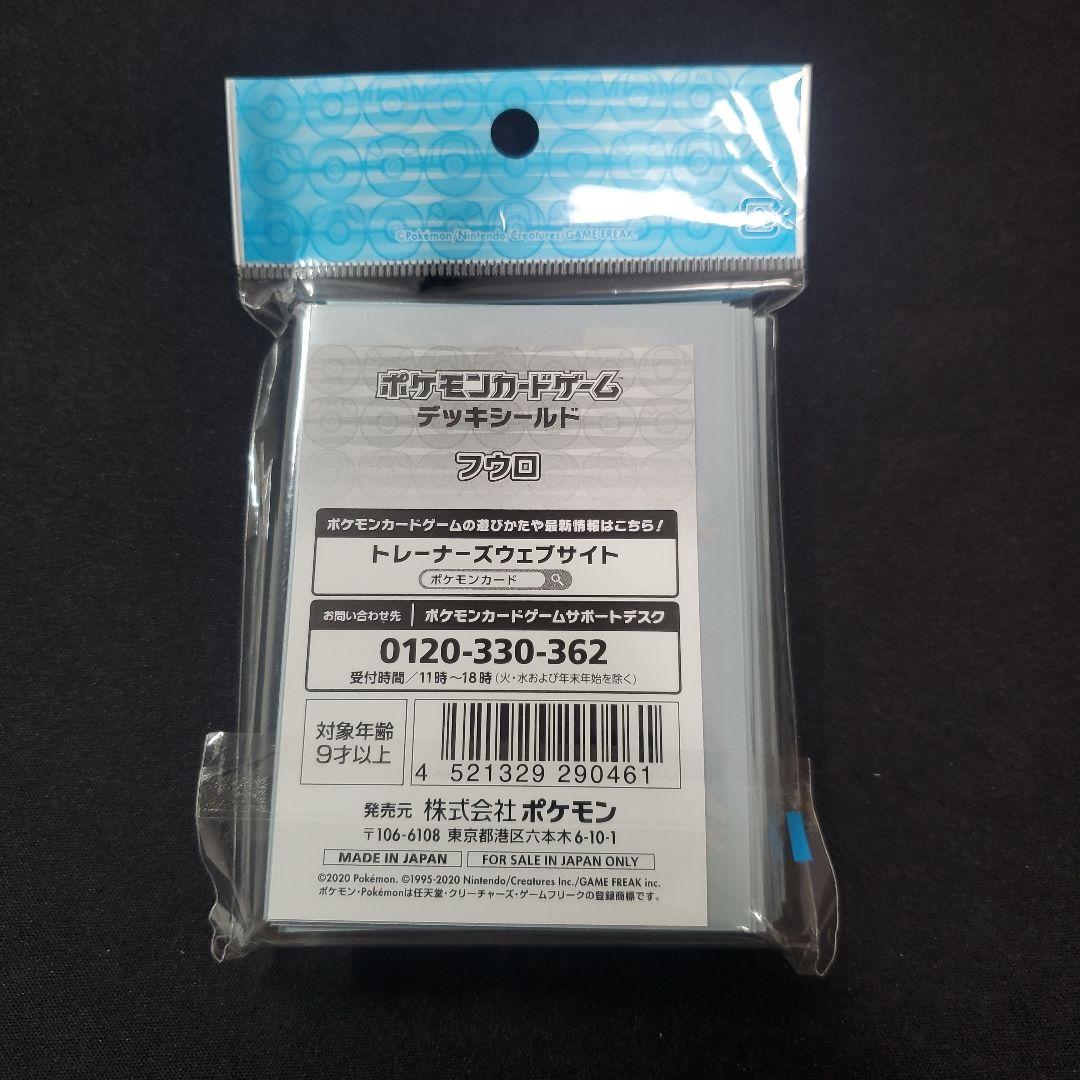 ©Pokémon/Nintendo/Creatures/GAME FREAK.
ポケモンカードゲーム
デッキシールド
フウロ
ポケモンカードゲームの遊びかたや最新情報はこちら!
トレーナーズウェブサイト
ポケモンカード
お問い合わせ先 ポケモンカードゲームサポートデスク
0120-330-362
受付時間/11時~18時(火・水および年末年始を除く)
対象年齢
9才以上
4 521329 290461
発売元 株式会社 ポケモン
〒106-6108 東京都港区六本木6-10-1
MADE IN JAPAN FOR SALE IN JAPAN ONLY
©2020 Pokémon. ©1995-2020 Nintendo/Creatures Inc./GAME FREAK inc.
ポケモン・Pokémonは任天堂・クリーチャーズ・ゲームフリークの登録商標です。